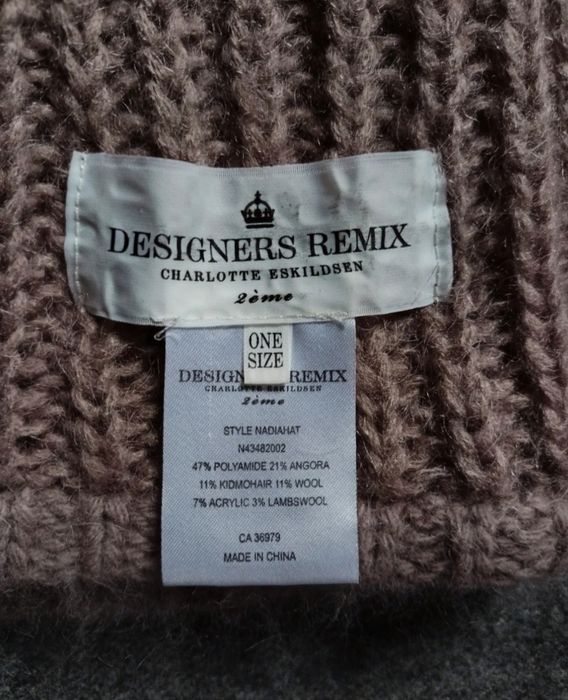 DESIGNERS REMIX
CHARLOTTE ESKILDSEN
2ème
ONE
SIZE
DESIGN REMIX
CHARLOTTE ESKILDSEN
2ème
STYLE NADIAHAT
N43482002
47% POLYAMIDE 21% ANGORA
11% KIDMOHAIR 11% WOOL
7% ACRYLIC 3% LAMBSWOOL
CA 36979
MADE IN CHINA